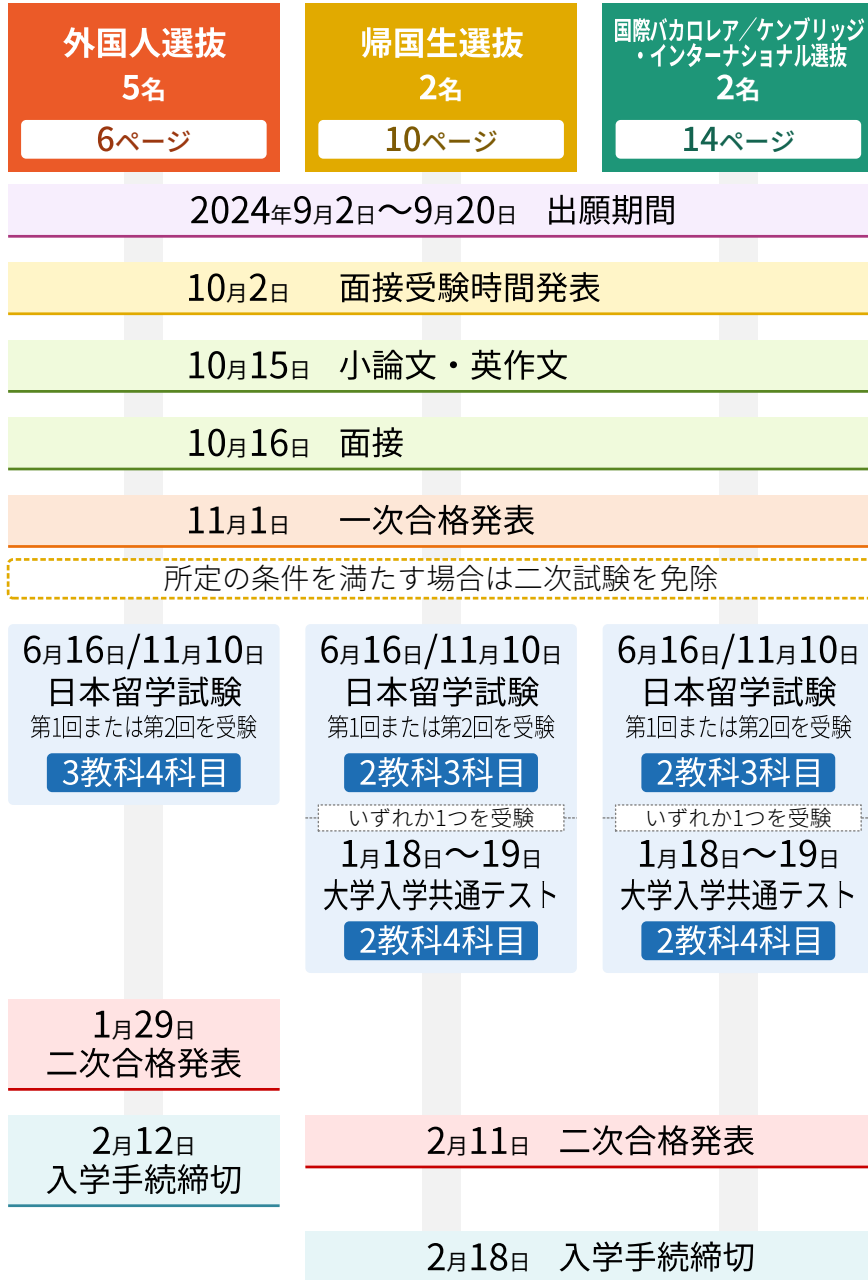 外国人選抜
5名
6ページ
帰国生選抜
2名
10ページ
国際バカロレア／ケンブリッジ
・インターナショナル選抜
2名
14ページ
2024年9月2日～9月20日　出願期間
10月2日　面接受験時間発表
10月15日　小論文・英作文
10月16日　面接
11月1日　一次合格発表
所定の条件を満たす場合は二次試験を免除
6月16日/11月10日
日本留学試験
第1回または第2回を受験
3教科4科目
6月16日/11月10日
日本留学試験
第1回または第2回を受験
2教科3科目
いずれか1つを受験
1月18日～19日
大学入学共通テスト
2教科4科目
6月16日/11月10日
日本留学試験
第1回または第2回を受験
2教科3科目
いずれか1つを受験
1月18日～19日
大学入学共通テスト
2教科4科目
1月29日
二次合格発表
2月12日
入学手続締切
2月11日　二次合格発表
2月18日　入学手続締切